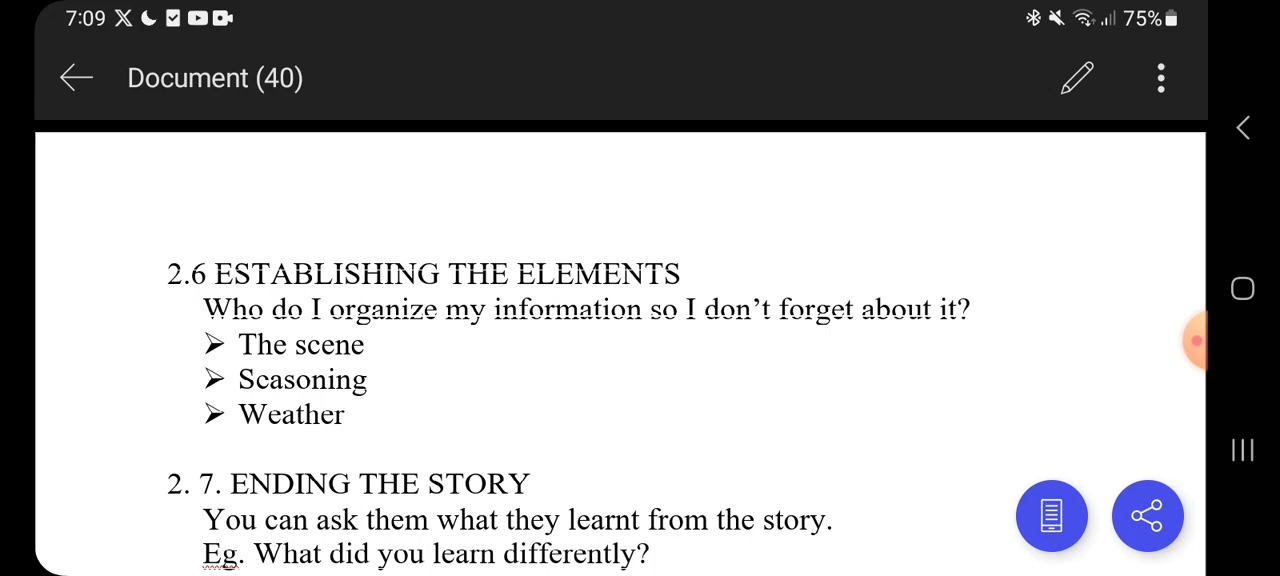 7:09
75%
Document (40)
2.6 ESTABLISHING THE ELEMENTS
Who do I organize my information so I don't forget about it?
➢ The scene
➢ Seasoning
➢ Weather
2. 7. ENDING THE STORY
You can ask them what they learnt from the story.
Eg. What did you learn differently?